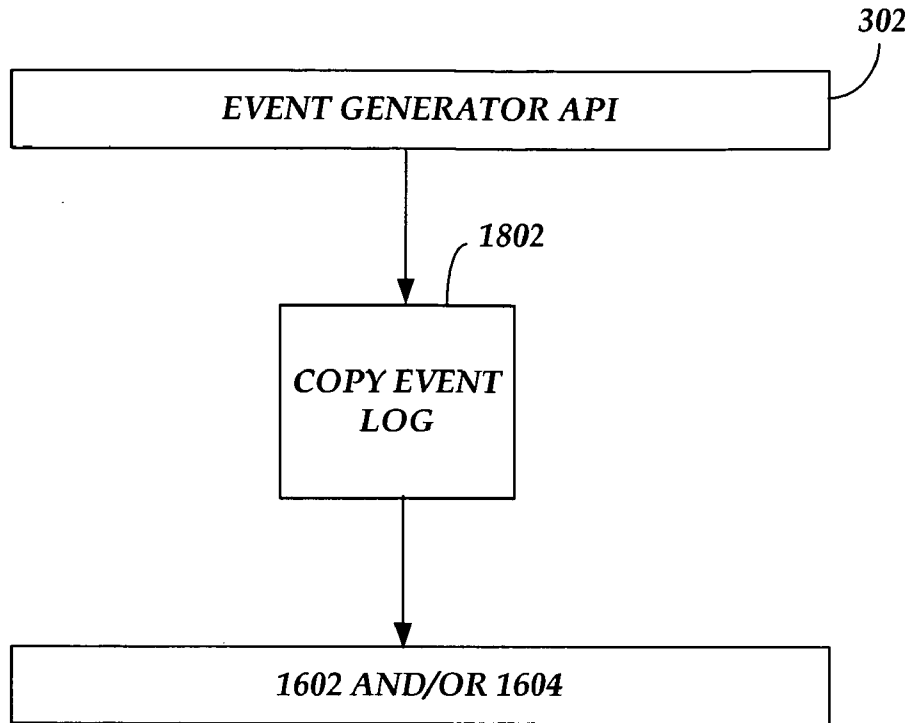 302
EVENT GENERATOR API
1802
COPY EVENT
LOG
1602 AND/OR 1604